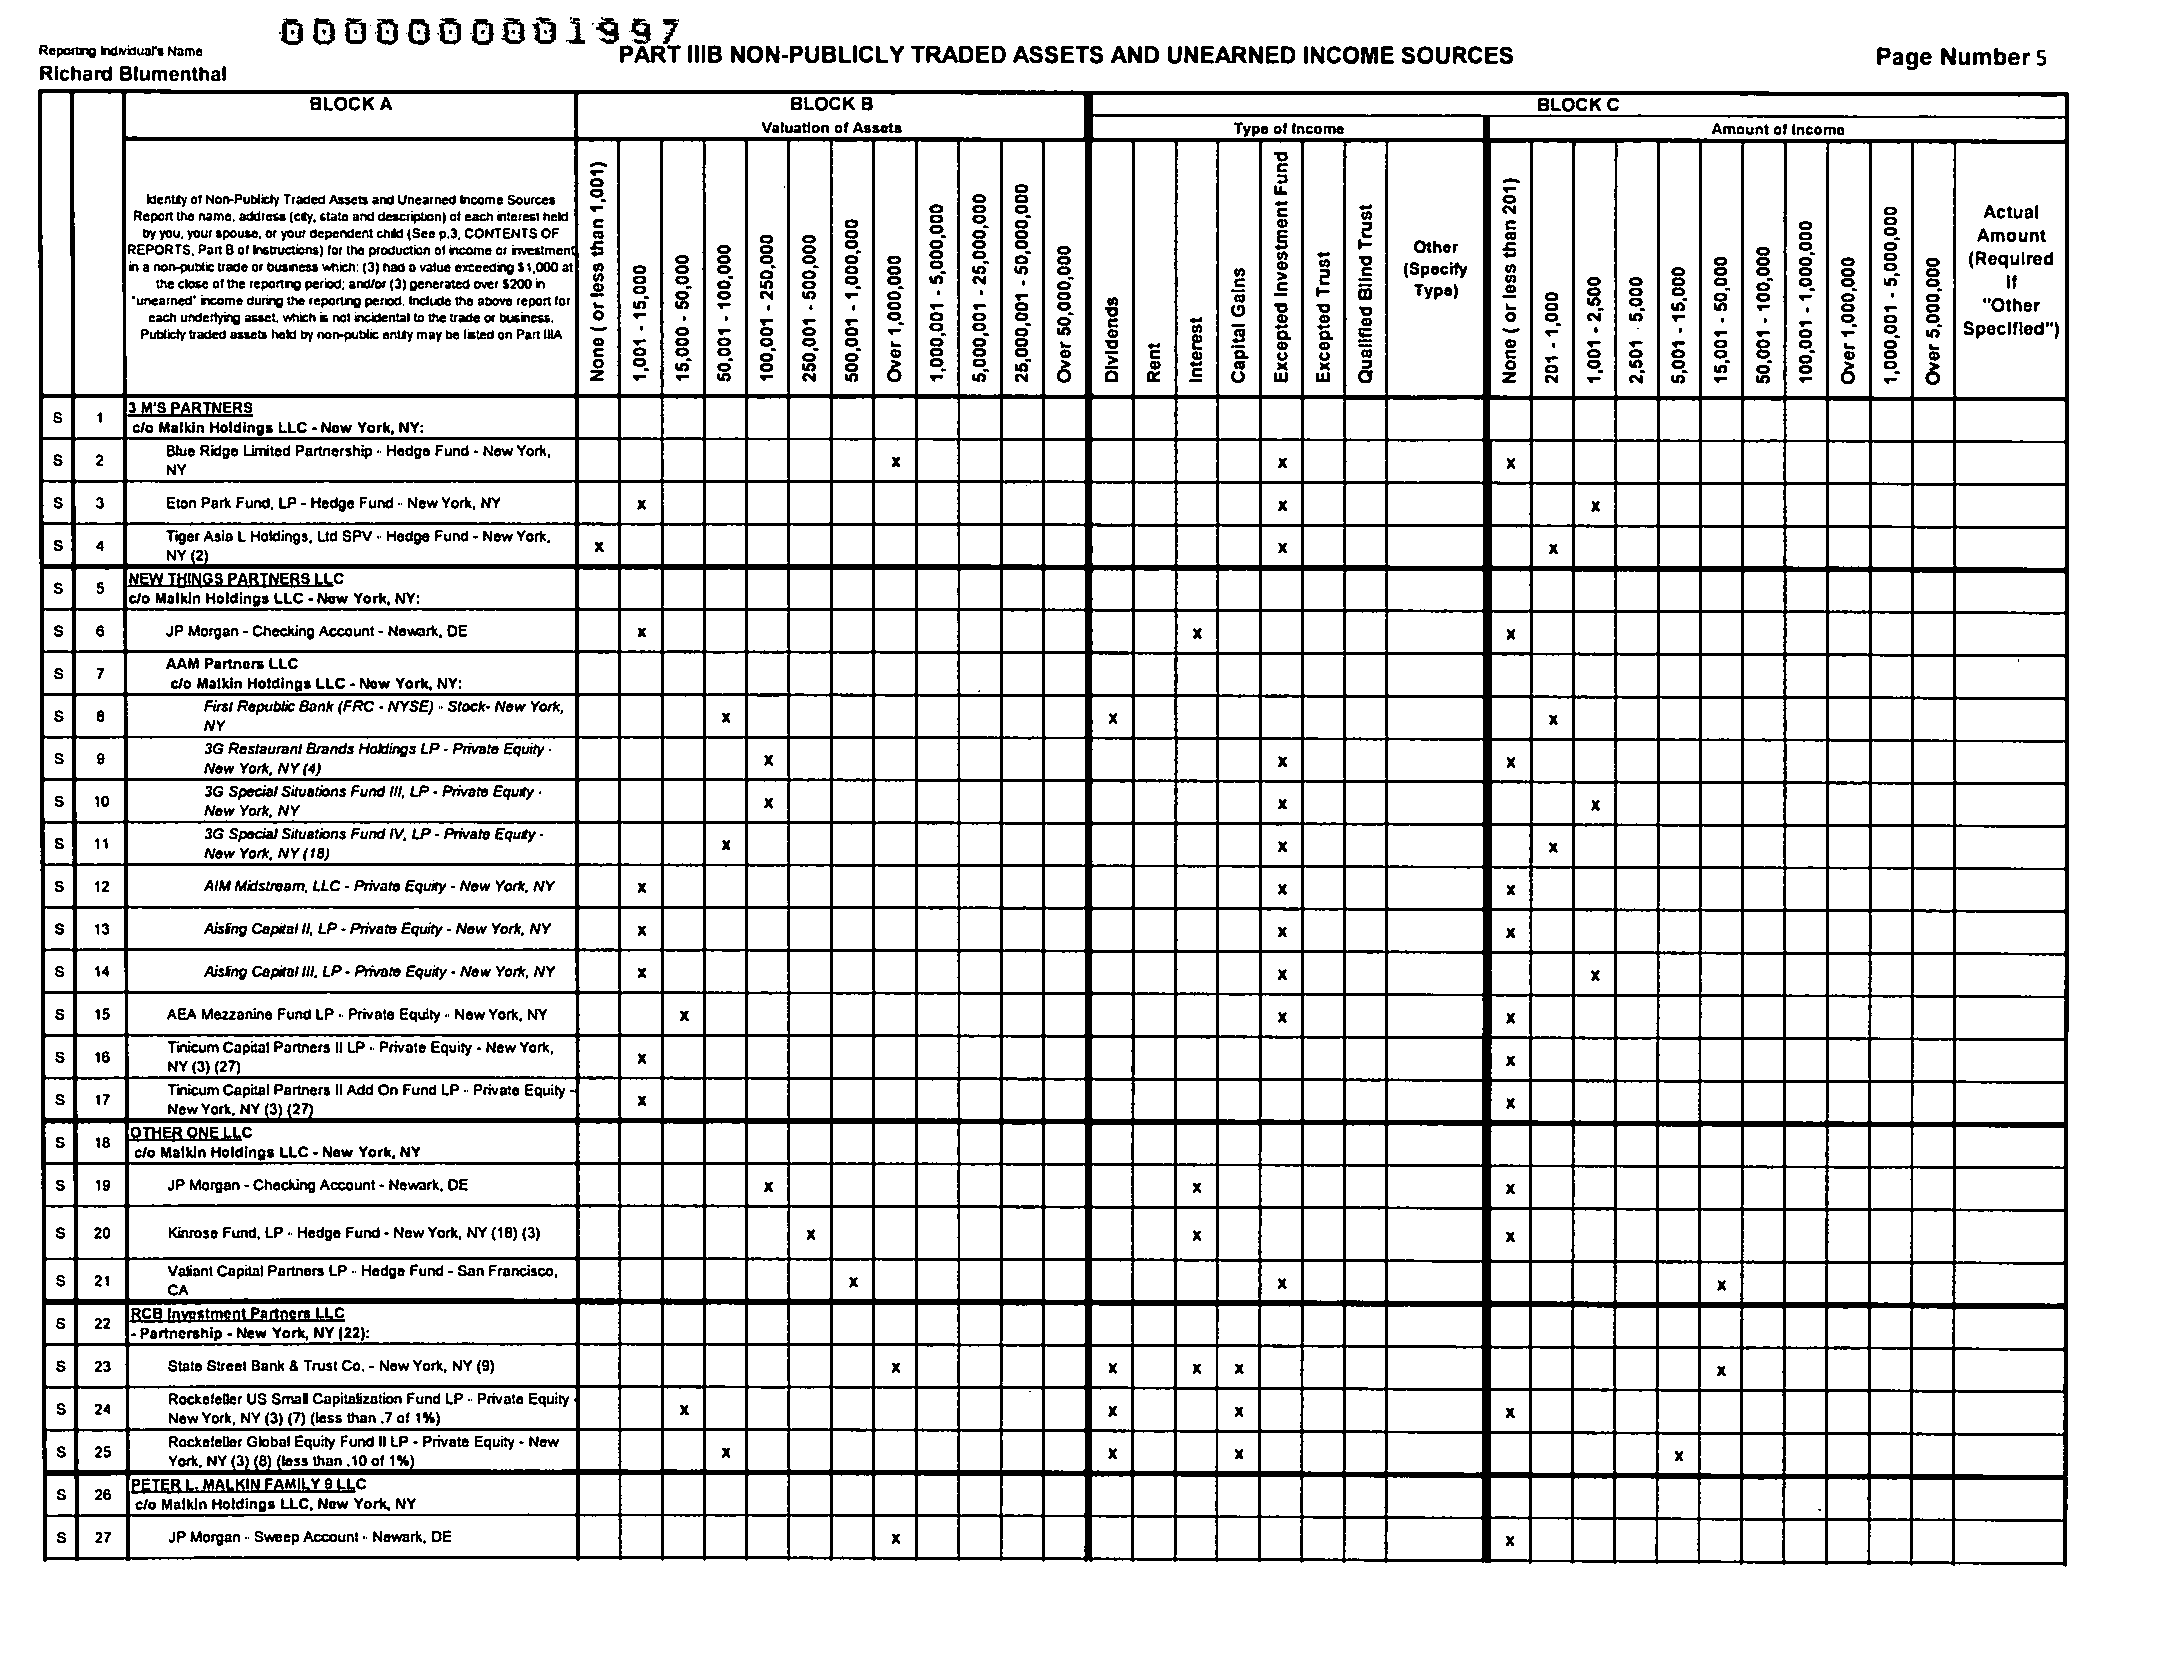 0000000001997
Reporting Individual's Name
Richard Blumenthal
PART IIIB NON-PUBLICLY TRADED ASSETS AND UNEARNED INCOME SOURCES
Page Number 5
BLOCK A
BLOCK B
BLOCK C
Valuation of Assets
Type of Income
Amount of Income
Identity of Non-Publicly Traded Assets and Unearned Income Sources
Report the name, address (city, state and description) of each interest held
by you, your spouse, or your dependent child (See p.3, CONTENTS OF
REPORTS, Part B of Instructions) for the production of income or investment
in a non-public trade or business which: (3) had a value exceeding $1,000 at
the close of the reporting period; and/or (3) generated over $200 in
"unearned" income during the reporting period. Include the above report for
each underlying asset, which is not incidental to the trade or business.
Publicly traded assets held by non-public entity may be listed on Part IIIA
None ( or less than 1,001)
1,001 - 15,000
15,000 - 50,000
50,001 - 100,000
100,001 - 250,000
250,001 - 500,000
500,001 - 1,000,000
Over 1,000,000
1,000,001 - 5,000,000
5,000,001 - 25,000,000
25,000,001 - 50,000,000
Over 50,000,000
Dividends
Rent
Interest
Capital Gains
Excepted Investment Fund
Excepted Trust
Qualified Blind Trust
Other
(Specify
Type)
None ( or less than 201)
201 - 1,000
1,001 - 2,500
2,501 - 5,000
5,001 - 15,000
15,001 - 50,000
50,001 - 100,000
100,001 - 1,000,000
Over 1,000,000
1,000,001 - 5,000,000
Over 5,000,000
Actual
Amount
(Required
If
"Other
Specified")
S 1 3 M'S PARTNERS
c/o Malkin Holdings LLC - New York, NY:
S 2 Blue Ridge Limited Partnership - Hedge Fund - New York,
NY x x x
S 3 Eton Park Fund, LP - Hedge Fund - New York, NY x x x
S 4 Tiger Asia L Holdings, Ltd SPV - Hedge Fund - New York,
NY (2) x x x
S 5 NEW THINGS PARTNERS LLC
c/o Malkin Holdings LLC - New York, NY:
S 6 JP Morgan - Checking Account - Newark, DE x x x
S 7 AAM Partners LLC
c/o Malkin Holdings LLC - New York, NY:
S 8 First Republic Bank (FRC - NYSE) - Stock- New York,
NY x x x
S 9 3G Restaurant Brands Holdings LP - Private Equity -
New York, NY (4) x x x
S 10 3G Special Situations Fund III, LP - Private Equity -
New York, NY x x x
S 11 3G Special Situations Fund IV, LP - Private Equity -
New York, NY (18) x x x
S 12 AIM Midstream, LLC - Private Equity - New York, NY x x x
S 13 Aisling Capital II, LP - Private Equity - New York, NY x x x
S 14 Aisling Capital III, LP - Private Equity - New York, NY x x x
S 15 AEA Mezzanine Fund LP - Private Equity - New York, NY x x x
S 16 Tinicum Capital Partners II LP - Private Equity - New York,
NY (3) (27) x x
S 17 Tinicum Capital Partners II Add On Fund LP - Private Equity -
New York, NY (3) (27) x x
S 18 OTHER ONE LLC
c/o Malkin Holdings LLC - New York, NY
S 19 JP Morgan - Checking Account - Newark, DE x x x
S 20 Kinrose Fund, LP - Hedge Fund - New York, NY (18) (3) x x x
S 21 Valiant Capital Partners LP - Hedge Fund - San Francisco,
CA x x x
S 22 RCB Investment Partners LLC
- Partnership - New York, NY (22):
S 23 State Street Bank & Trust Co. - New York, NY (9) x x x x x
S 24 Rockefeller US Small Capitalization Fund LP - Private Equity -
New York, NY (3) (7) (less than .7 of 1%) x x x x
S 25 Rockefeller Global Equity Fund II LP - Private Equity - New
York, NY (3) (8) (less than .10 of 1%) x x x x
S 26 PETER L. MALKIN FAMILY 9 LLC
c/o Malkin Holdings LLC, New York, NY
S 27 JP Morgan - Sweep Account - Newark, DE x x